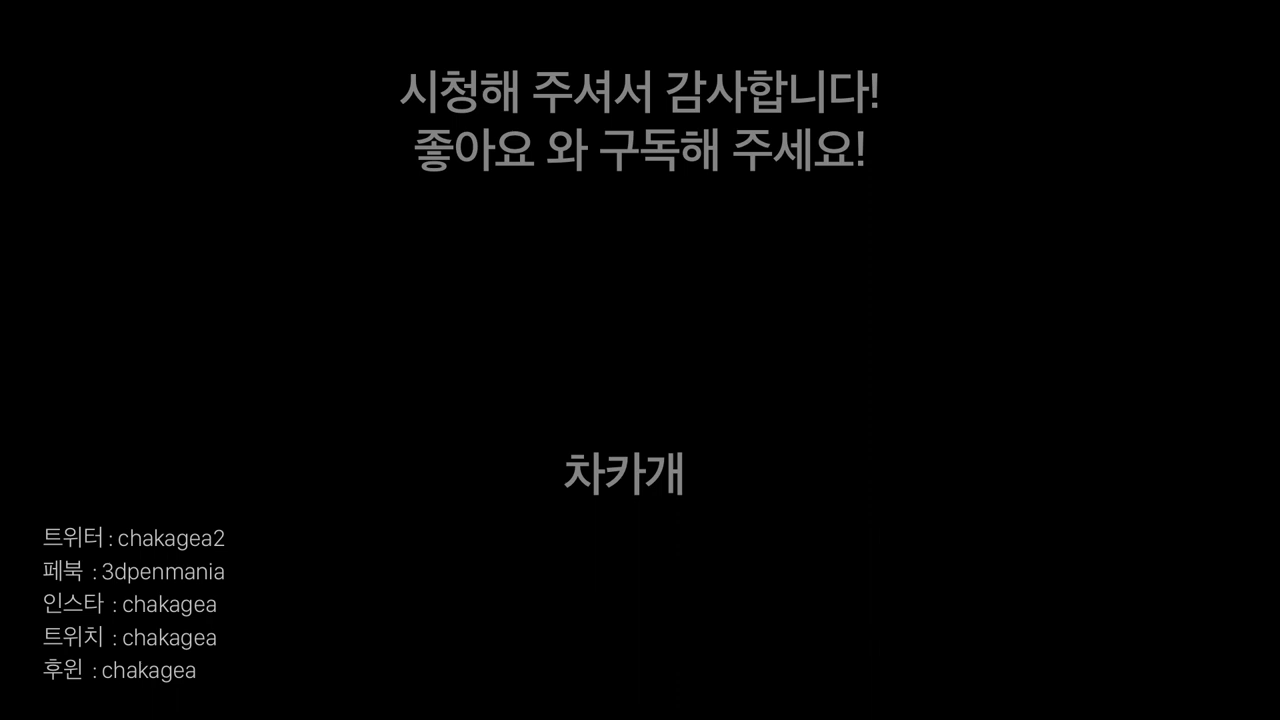 시청해 주셔서 감사합니다!
좋아요 와 구독해 주세요!
차카개
트위터 : chakagea2
페북 : 3dpenmania
인스타 : chakagea
트위치 : chakagea
후원 : chakagea